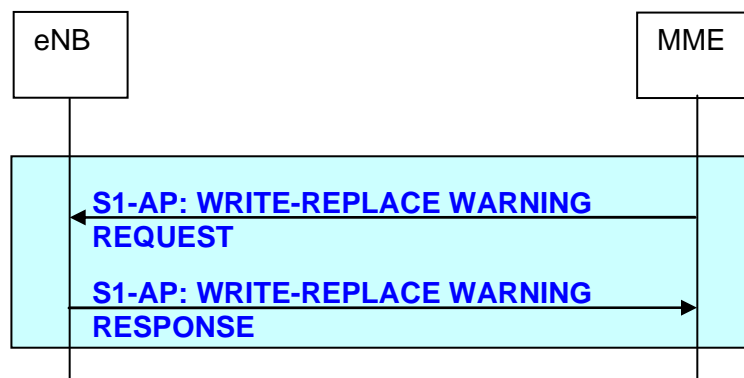 eNB
MME
S1-AP: WRITE-REPLACE WARNING
REQUEST
S1-AP: WRITE-REPLACE WARNING
RESPONSE